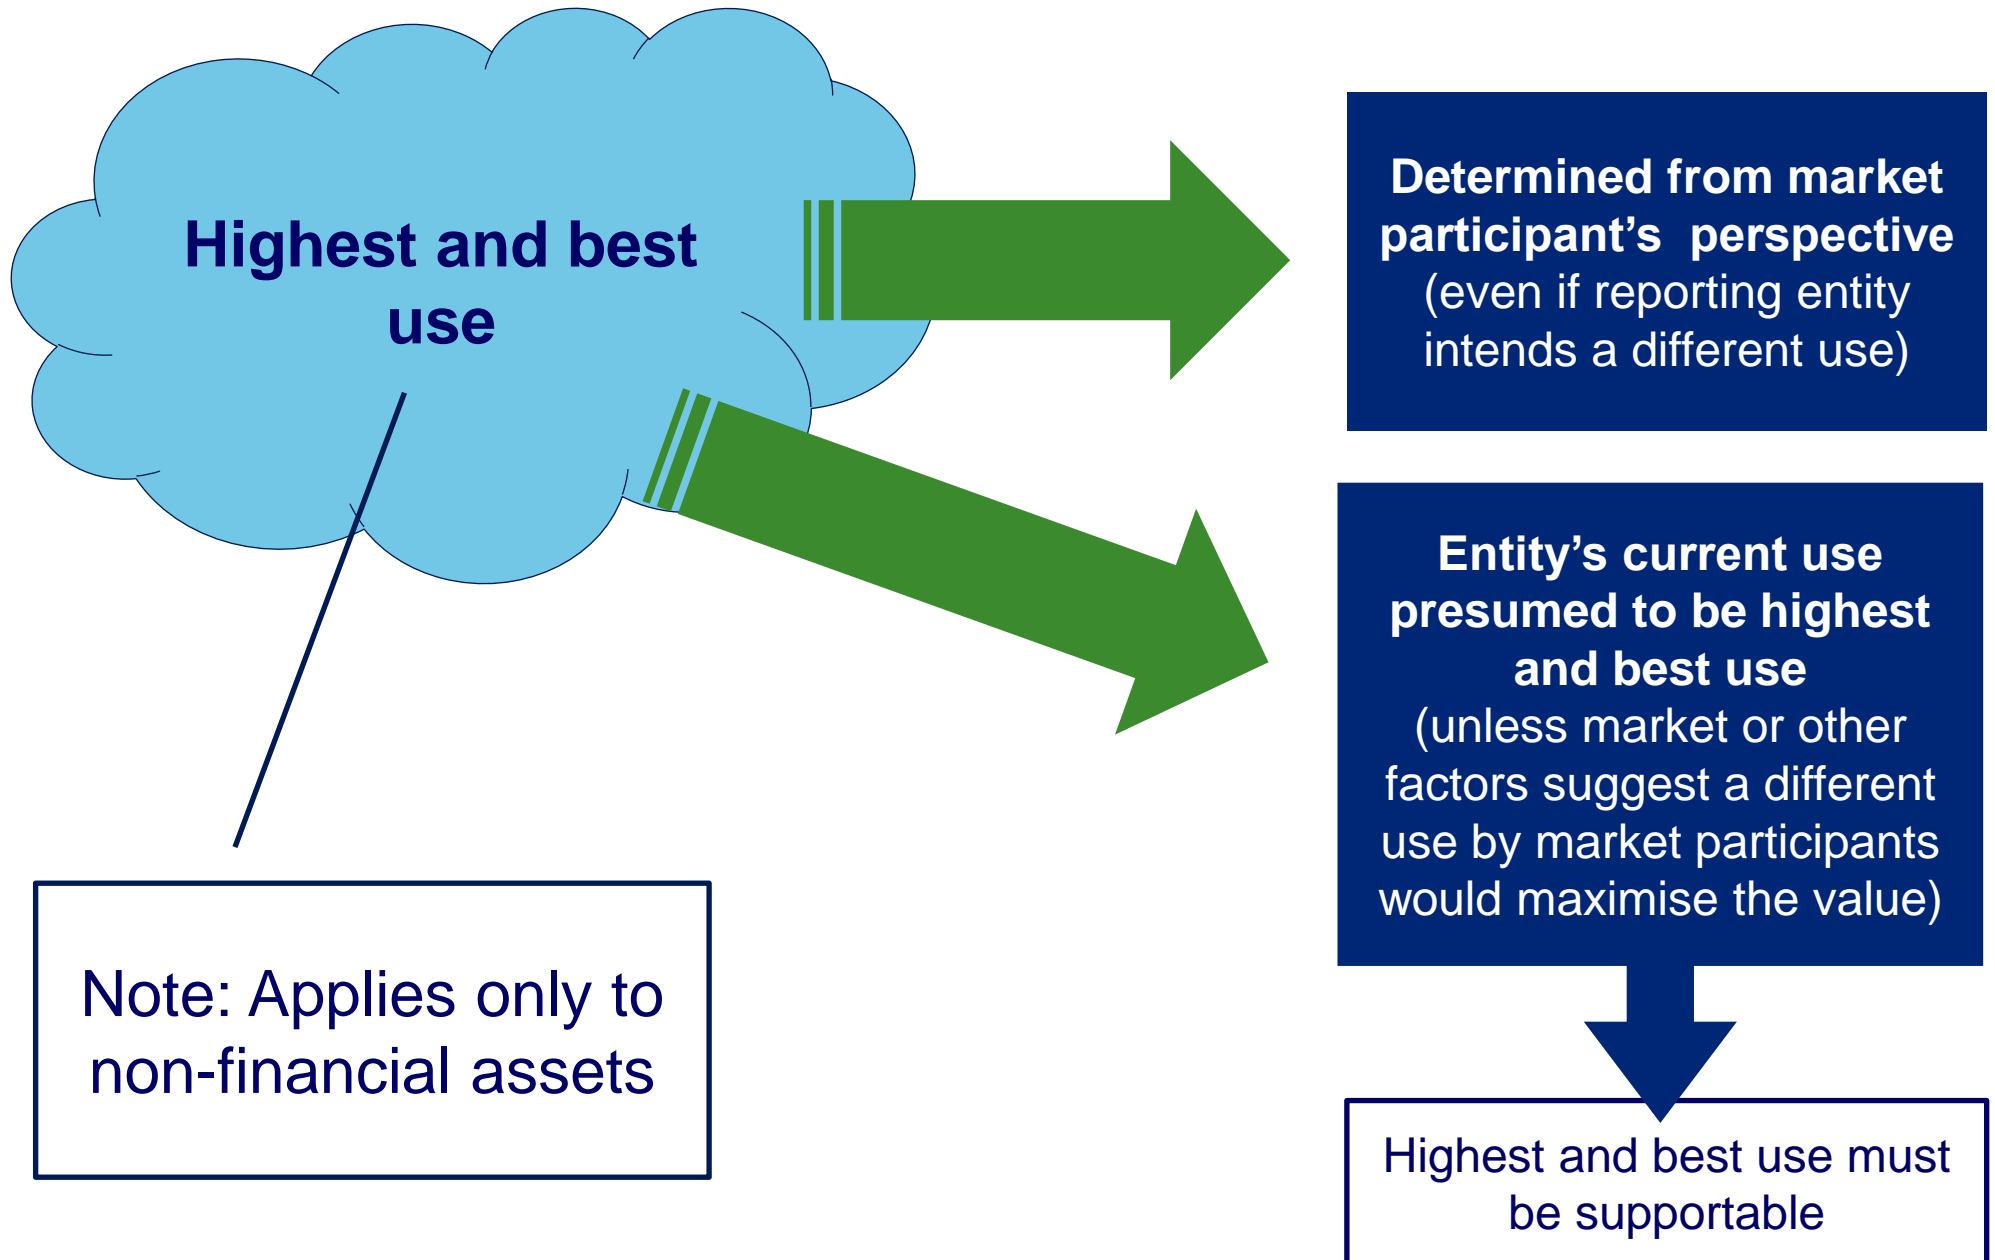 Highest and best
use
Determined from market
participant’s  perspective
(even if reporting entity
intends a different use)
Entity’s current use
presumed to be highest
and best use
(unless market or other
factors suggest a different
use by market participants
would maximise the value)
Note: Applies only to
non-financial assets
Highest and best use must
be supportable